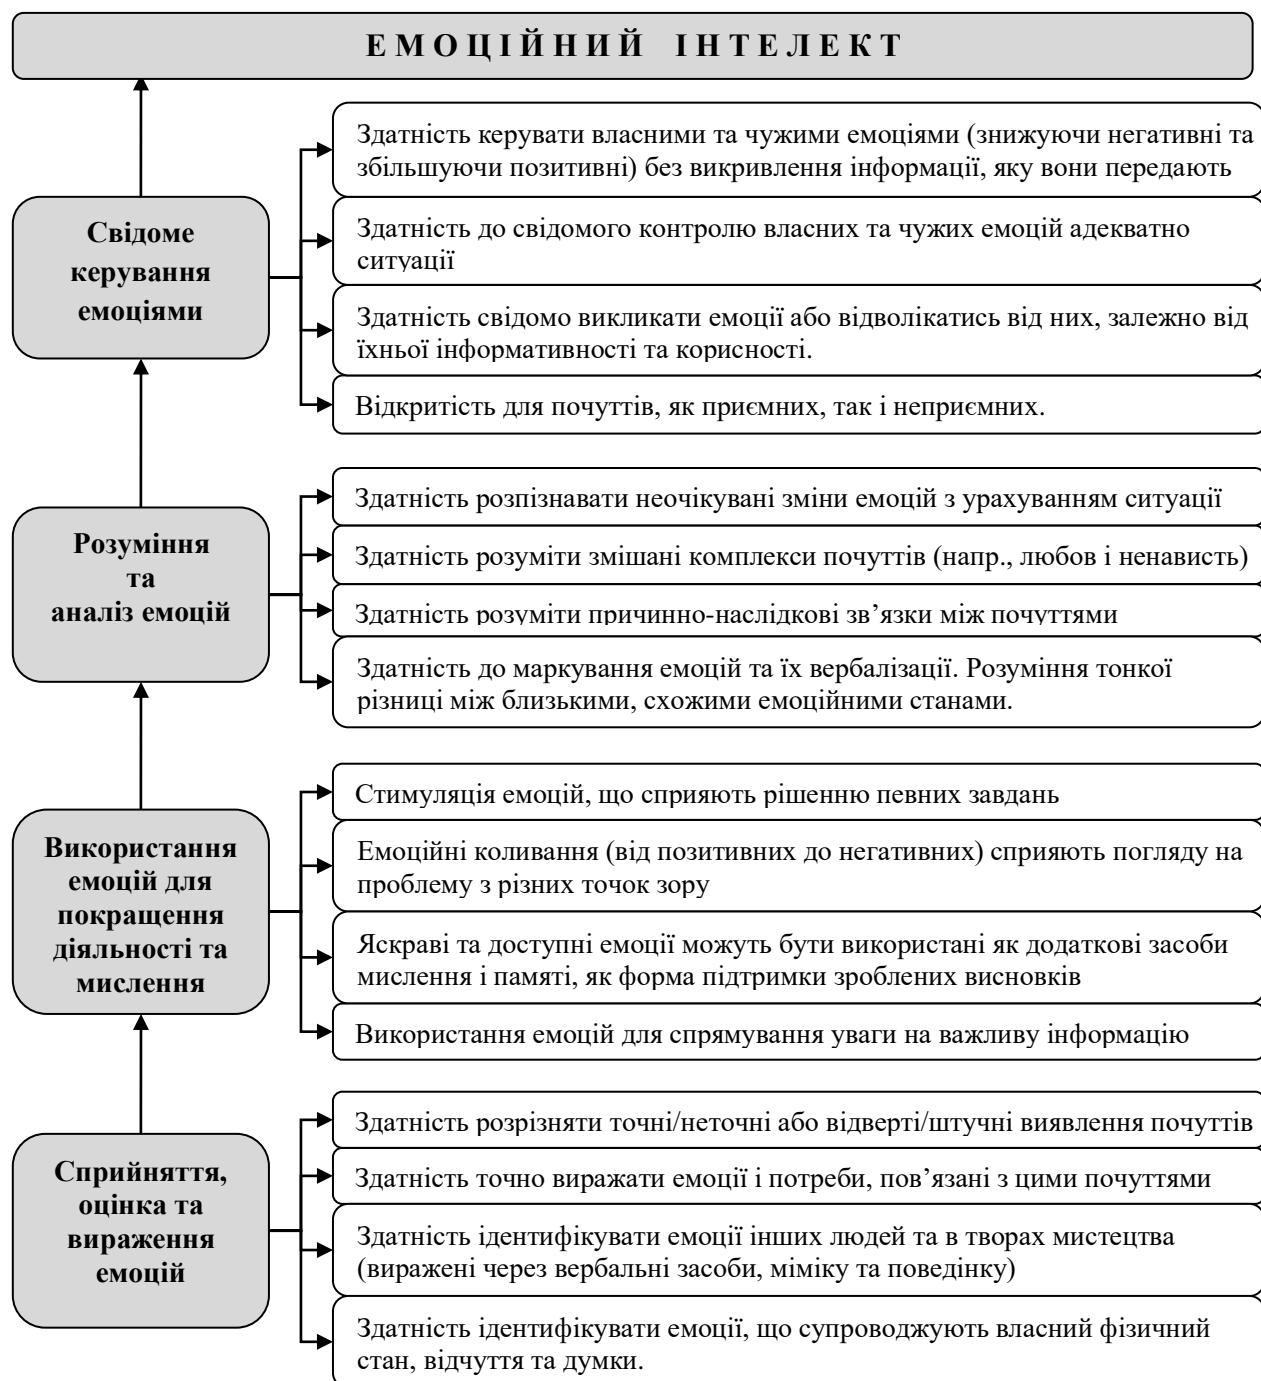 ЕМОЦІЙНИЙ ІНТЕЛЕКТ
Свідоме
керування
емоціями
Здатність керувати власними та чужими емоціями (знижуючи негативні та
збільшуючи позитивні) без викривлення інформації, яку вони передають
Здатність до свідомого контролю власних та чужих емоцій адекватно
ситуації
Здатність свідомо викликати емоції або відволікатись від них, залежно від
їхньої інформативності та корисності.
Відкритість для почуттів, як приємних, так і неприємних.
Розуміння
та
аналіз емоцій
Здатність розпізнавати неочікувані зміни емоцій з урахуванням ситуації
Здатність розуміти змішані комплекси почуттів (напр., любов і ненависть)
Здатність розуміти причинно-наслідкові зв’язки між почуттями
Здатність до маркування емоцій та їх вербалізації. Розуміння тонкої
різниці між близькими, схожими емоційними станами.
Використання
емоцій для
покращення
діяльності та
мислення
Стимуляція емоцій, що сприяють рішенню певних завдань
Емоційні коливання (від позитивних до негативних) сприяють погляду на
проблему з різних точок зору
Яскраві та доступні емоції можуть бути використані як додаткові засоби
мислення і памяті, як форма підтримки зроблених висновків
Використання емоцій для спрямування уваги на важливу інформацію
Сприйняття,
оцінка та
вираження
емоцій
Здатність розрізняти точні/неточні або відверті/штучні виявлення почуттів
Здатність точно виражати емоції і потреби, пов’язані з цими почуттями
Здатність ідентифікувати емоції інших людей та в творах мистецтва
(виражені через вербальні засоби, міміку та поведінку)
Здатність ідентифікувати емоції, що супроводжують власний фізичний
стан, відчуття та думки.